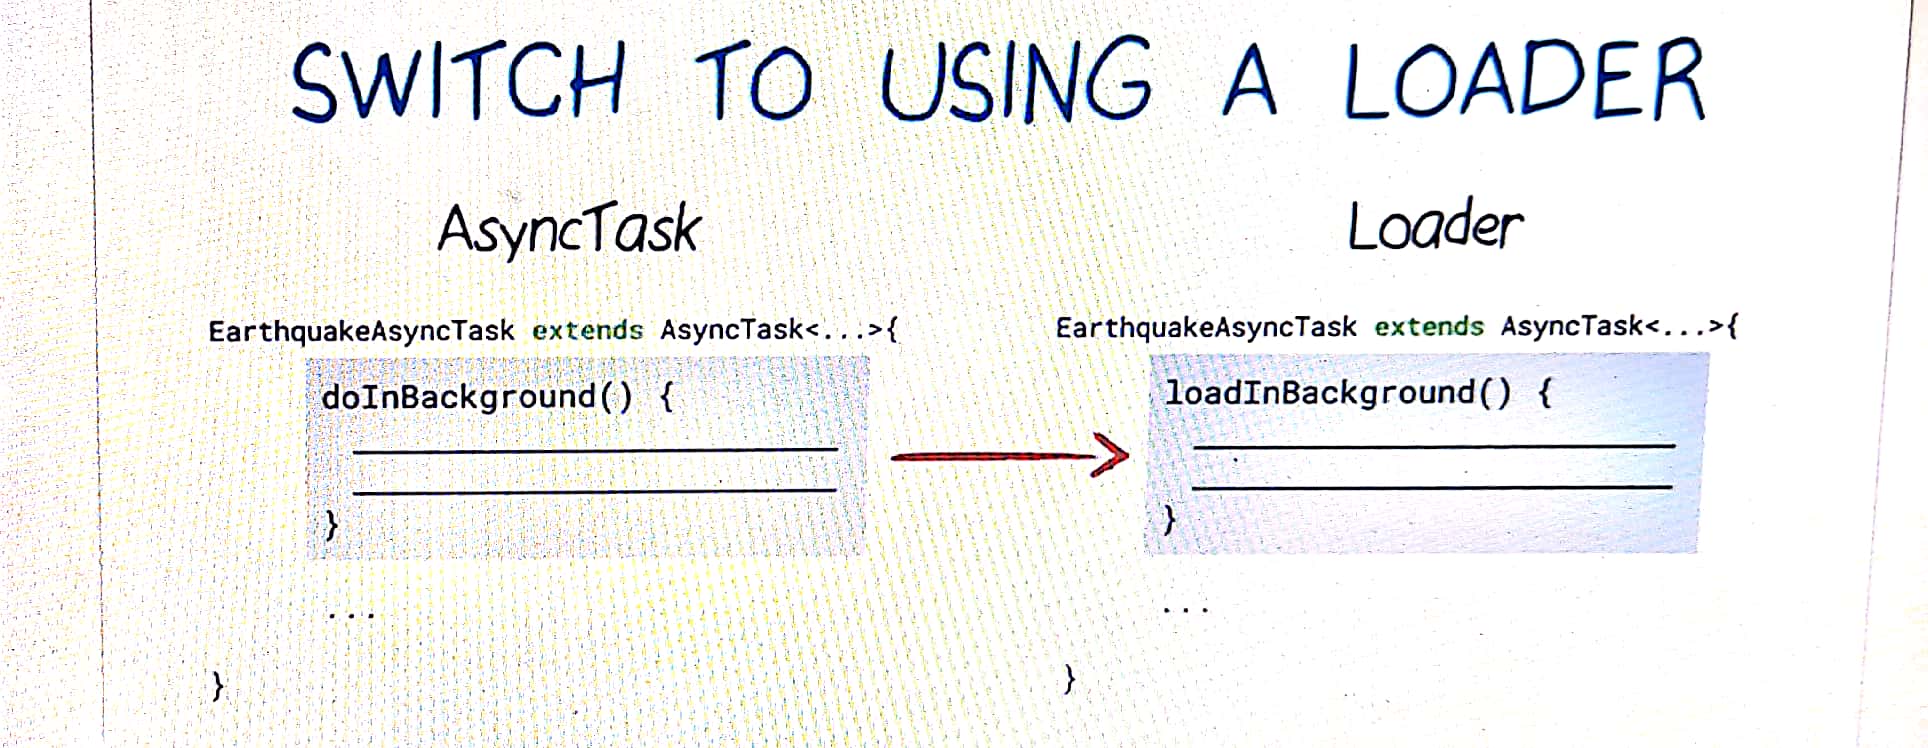 SWITCH TO USING A LOADER
AsyncTask
EarthquakeAsyncTask extends AsyncTask<...>{
doInBackground() {
}
...
}
Loader
EarthquakeAsyncTask extends AsyncTask<...>{
loadInBackground() {
}
...
}